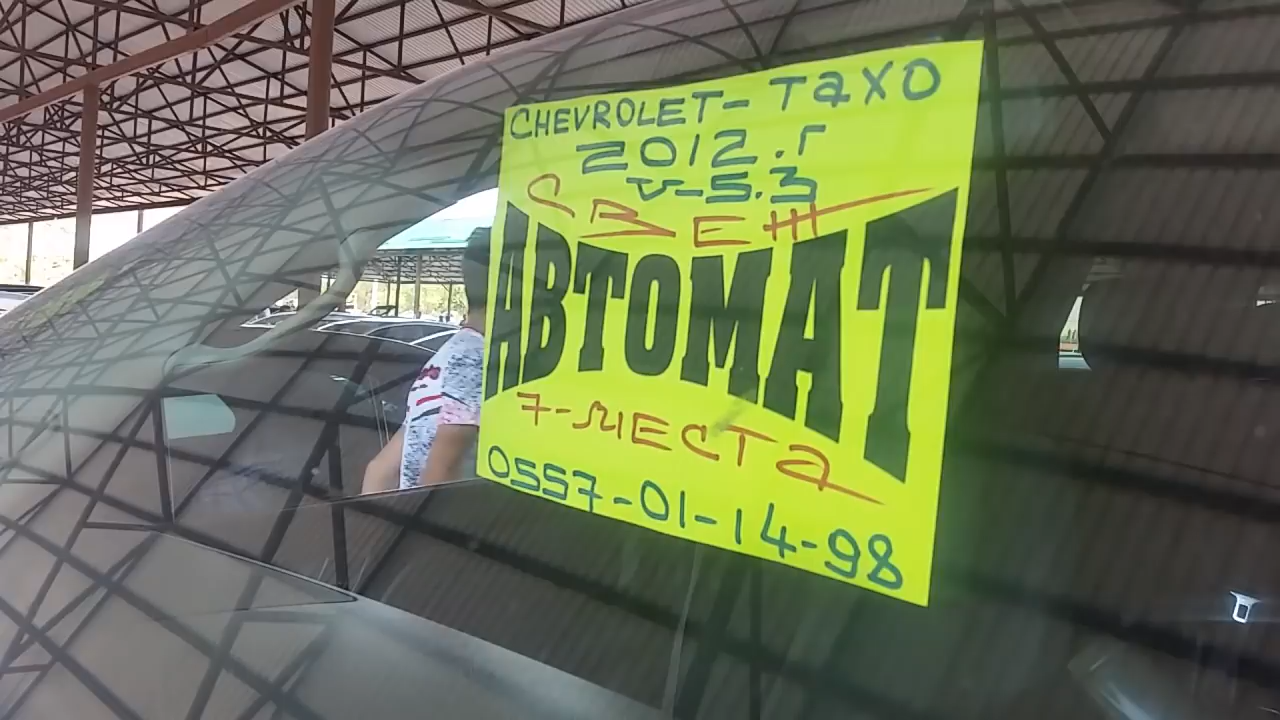 CHEVROLET-Taxo
2012.г
v-5.3
СВЕЖ
АВТОМАТ
7-МЕСТа
0557-01-14-98